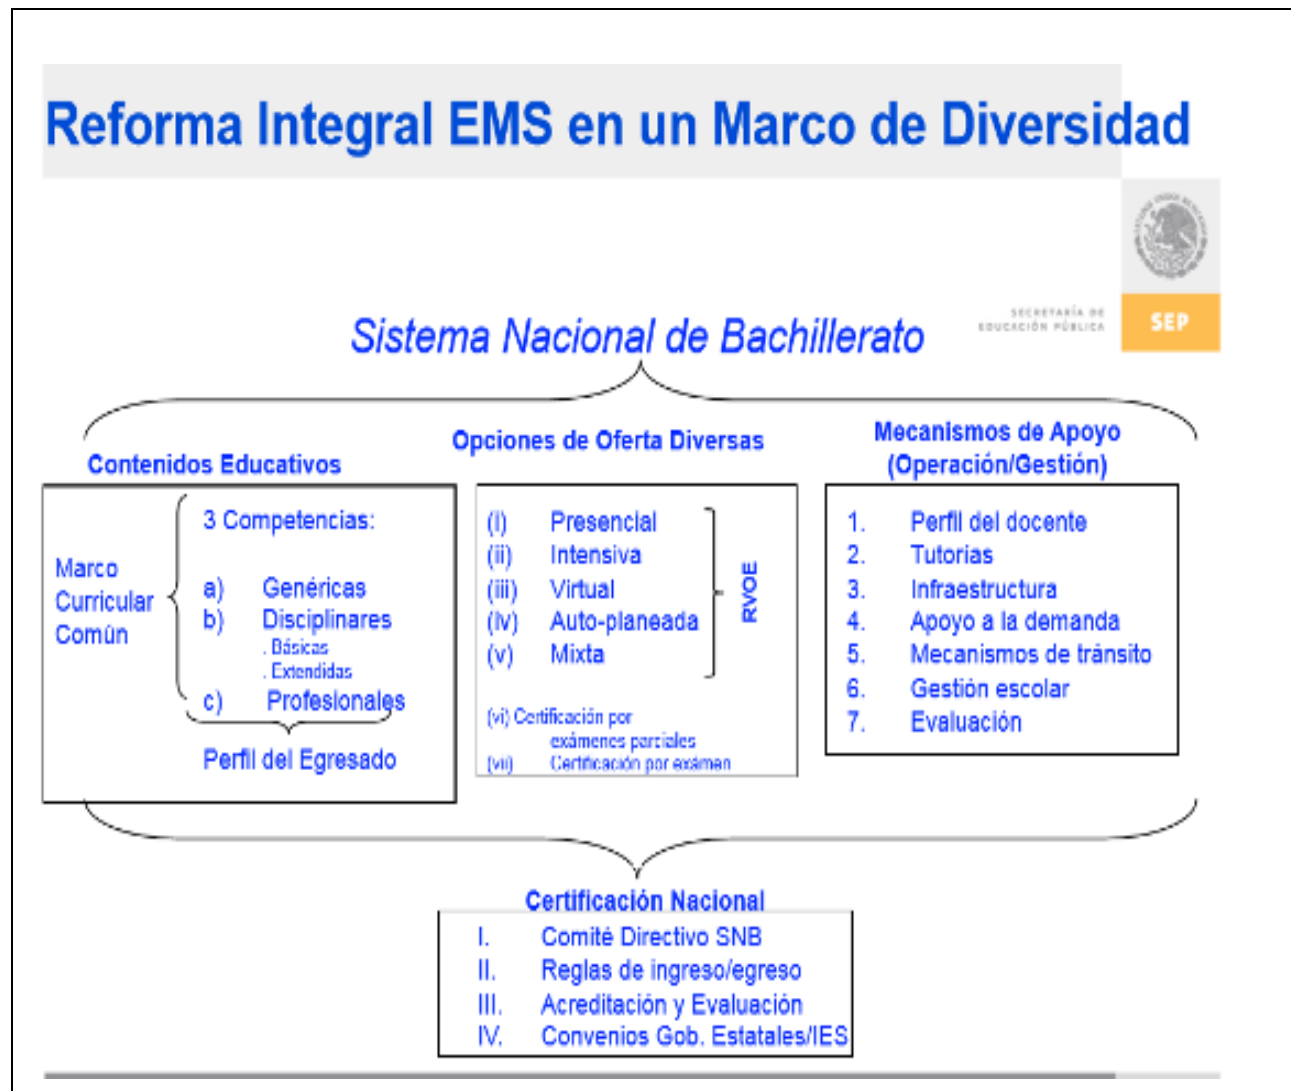 Reforma Integral EMS en un Marco de Diversidad
SECRETARÍA DE
EDUCACIÓN PÚBLICA
SEP
Sistema Nacional de Bachillerato
Contenidos Educativos
Marco
Curricular
Común
3 Competencias:
a) Genéricas
b) Disciplinares
. Básicas
. Extendidas
c) Profesionales
Perfil del Egresado
Opciones de Oferta Diversas
(i) Presencial
(ii) Intensiva
(iii) Virtual
(iv) Auto-planeada
(v) Mixta
RVOE
(vi) Certificación por
exámenes parciales
(vii) Certificación por exámen
Mecanismos de Apoyo
(Operación/Gestión)
1. Perfil del docente
2. Tutorias
3. Infraestructura
4. Apoyo a la demanda
5. Mecanismos de tránsito
6. Gestión escolar
7. Evaluación
Certificación Nacional
I. Comité Directivo SNB
II. Reglas de ingreso/egreso
III. Acreditación y Evaluación
IV. Convenios Gob. Estatales/IES